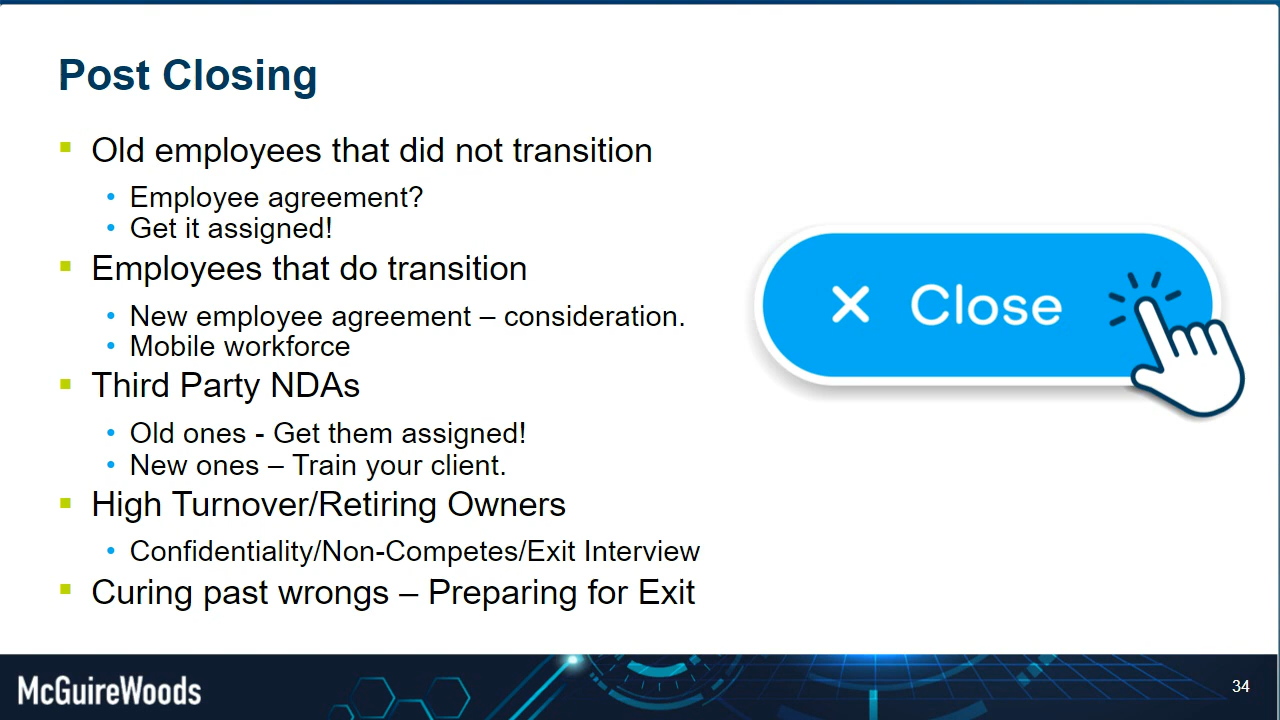 Post Closing
Old employees that did not transition
Employee agreement?
Get it assigned!
Employees that do transition
New employee agreement – consideration.
Mobile workforce
Third Party NDAs
Old ones - Get them assigned!
New ones – Train your client.
High Turnover/Retiring Owners
Confidentiality/Non-Competes/Exit Interview
Curing past wrongs – Preparing for Exit
Close
McGuireWoods
34